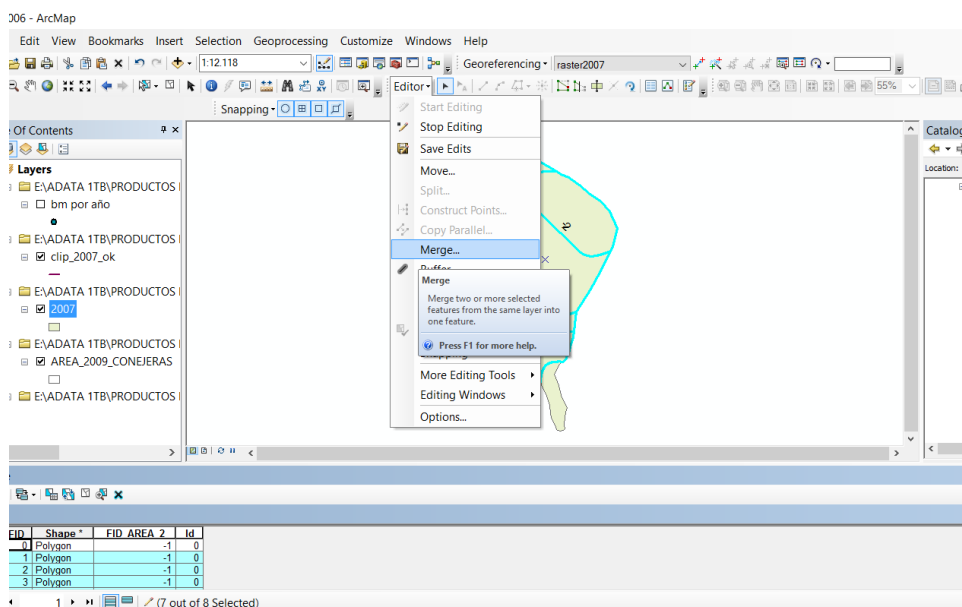 006 - ArcMap
Edit View Bookmarks Insert Selection Geoprocessing Customize Windows Help
1:12.118
Georeferencing
raster2007
Editor
55%
Snapping
Start Editing
Stop Editing
Save Edits
Move...
Split...
Construct Points...
Copy Parallel...
Merge...
Buffer
Merge
Merge two or more selected
features from the same layer into
one feature.
Press F1 for more help.
Snapping
More Editing Tools
Editing Windows
Options...
Of Contents
Layers
E:\ADATA 1TB\PRODUCTOS
bm por año
E:\ADATA 1TB\PRODUCTOS
clip_2007_ok
E:\ADATA 1TB\PRODUCTOS
2007
E:\ADATA 1TB\PRODUCTOS
AREA_2009_CONEJERAS
E:\ADATA 1TB\PRODUCTOS
Catalog
Location:
FID Shape * FID_AREA_2 Id
0 Polygon -1 0
1 Polygon -1 0
2 Polygon -1 0
3 Polygon -1 0
1
(7 out of 8 Selected)